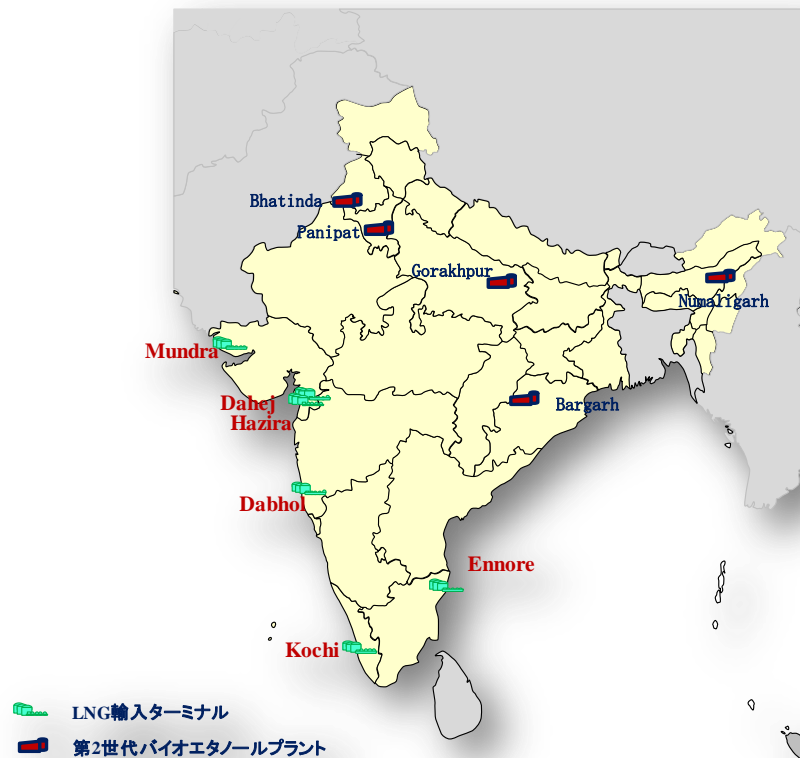 Bhatinda
Panipat
Gorakhpur
Numaligarh
Mundra
Dahej
Hazira
Bargarh
Dabhol
Ennore
Kochi
LNG輸入ターミナル
第2世代バイオエタノールプラント